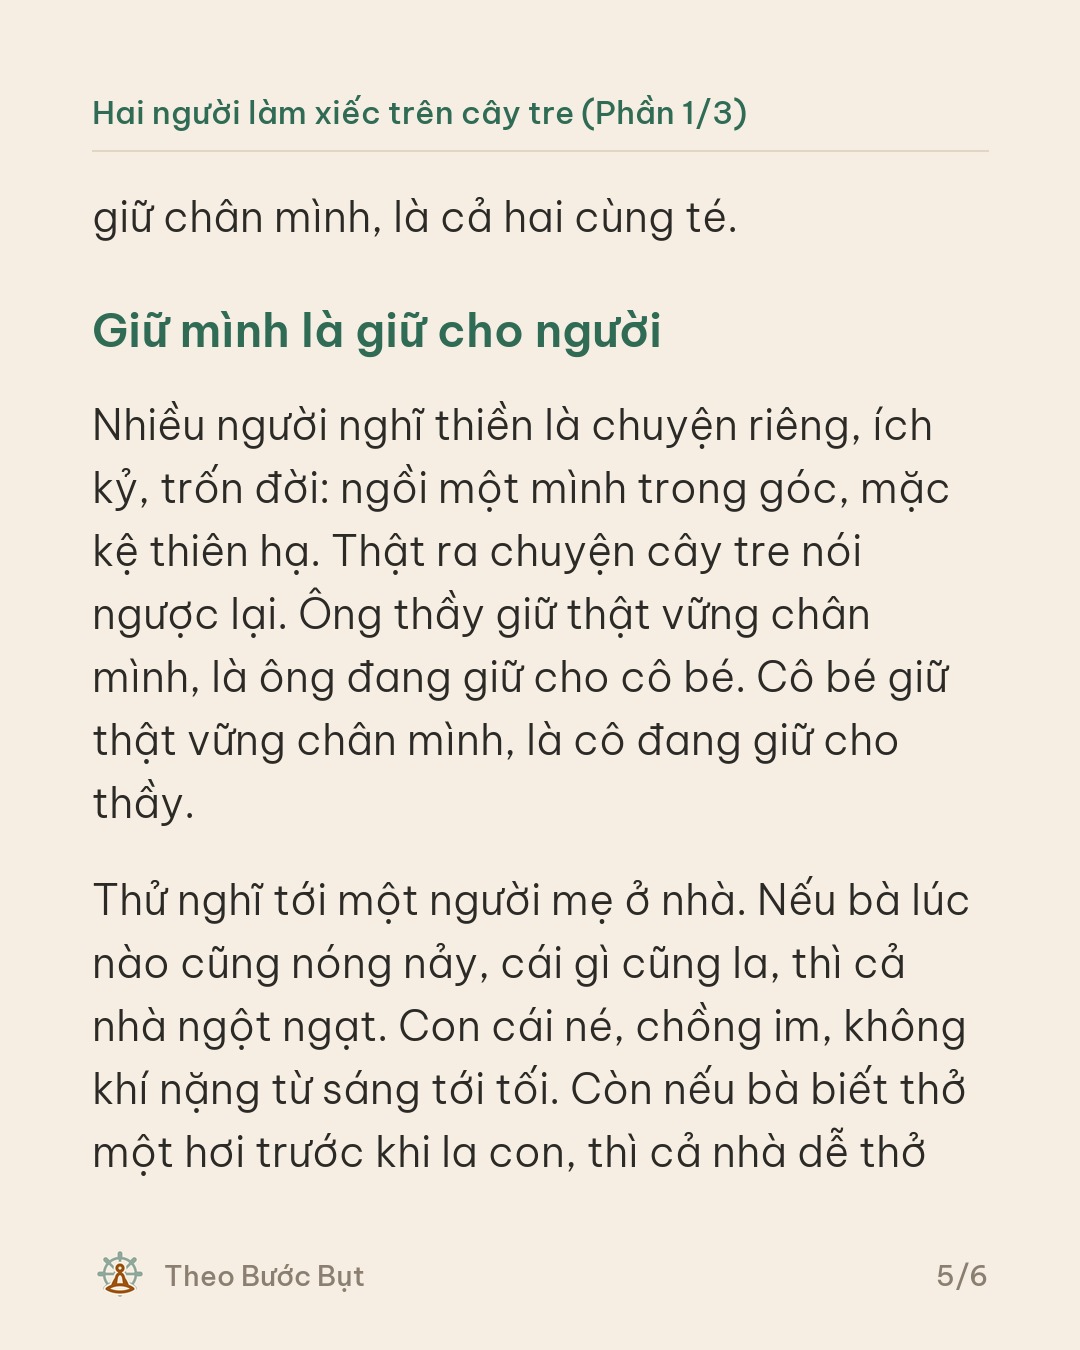 Hai người làm xiếc trên cây tre (Phần 1/3)
giữ chân mình, là cả hai cùng té.
Giữ mình là giữ cho người
Nhiều người nghĩ thiền là chuyện riêng, ích
kỷ, trốn đời: ngồi một mình trong góc, mặc
kệ thiên hạ. Thật ra chuyện cây tre nói
ngược lại. Ông thầy giữ thật vững chân
mình, là ông đang giữ cho cô bé. Cô bé giữ
thật vững chân mình, là cô đang giữ cho
thầy.
Thử nghĩ tới một người mẹ ở nhà. Nếu bà lúc
nào cũng nóng nảy, cái gì cũng la, thì cả
nhà ngột ngạt. Con cái né, chồng im, không
khí nặng từ sáng tới tối. Còn nếu bà biết thở
một hơi trước khi la con, thì cả nhà dễ thở
Theo Bước Bụt
5/6